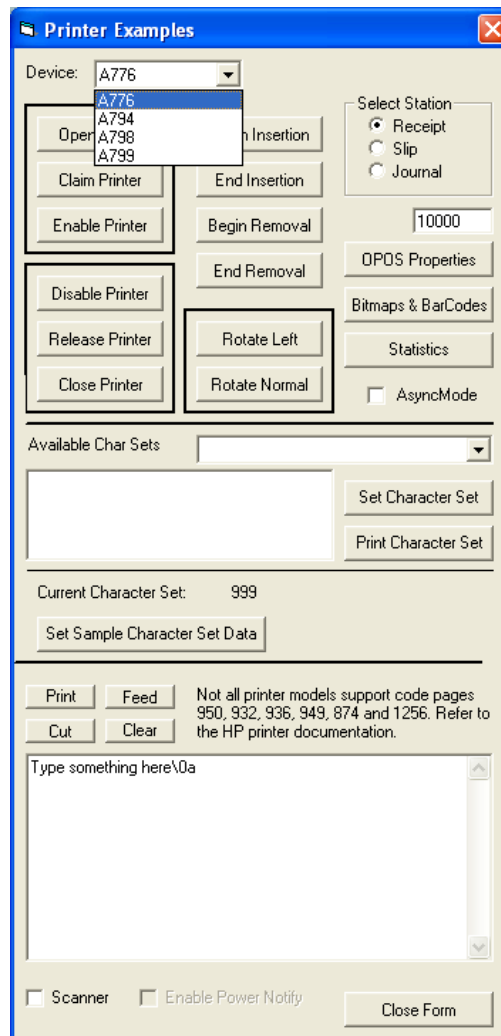 Printer Examples
Device: A776
A776
A794
A798
A799
Open
Insertion
Select Station
Receipt
Slip
Journal
Claim Printer
End Insertion
Enable Printer
Begin Removal
10000
End Removal
OPOS Properties
Disable Printer
Bitmaps & BarCodes
Release Printer
Rotate Left
Statistics
Close Printer
Rotate Normal
AsyncMode
Available Char Sets
Set Character Set
Print Character Set
Current Character Set: 999
Set Sample Character Set Data
Print Feed
Cut Clear
Not all printer models support code pages
950, 932, 936, 949, 874 and 1256. Refer to
the HP printer documentation.
Type something here\0a
Scanner
Enable Power Notify
Close Form